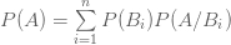 P(A) = \sum_{i=1}^{n} P(B_i)P(A/B_i)